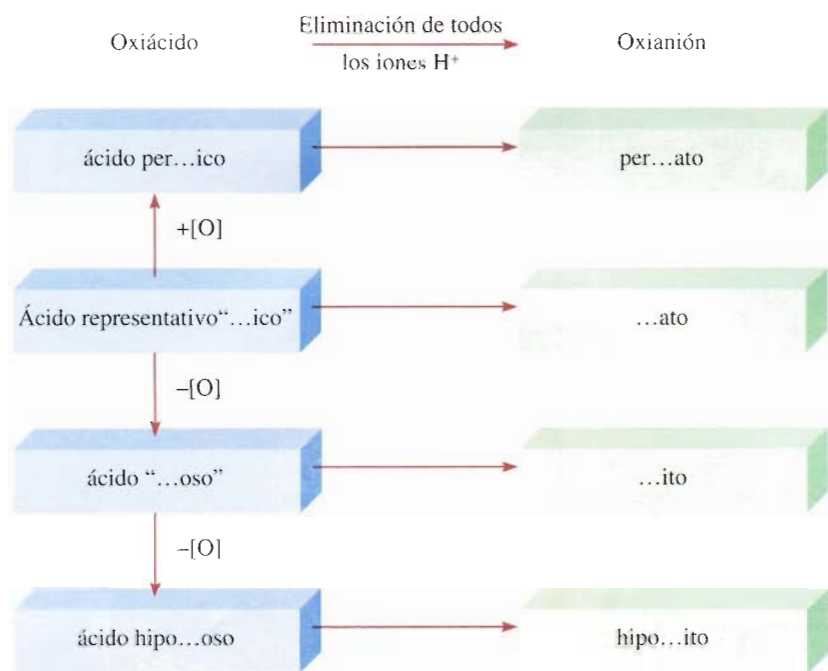 Oxiácido
Eliminación de todos
los iones H⁺
Oxianión
ácido per...ico
per...ato
+[O]
Ácido representativo“...ico”
...ato
–[O]
ácido “...oso”
...ito
–[O]
ácido hipo...oso
hipo...ito